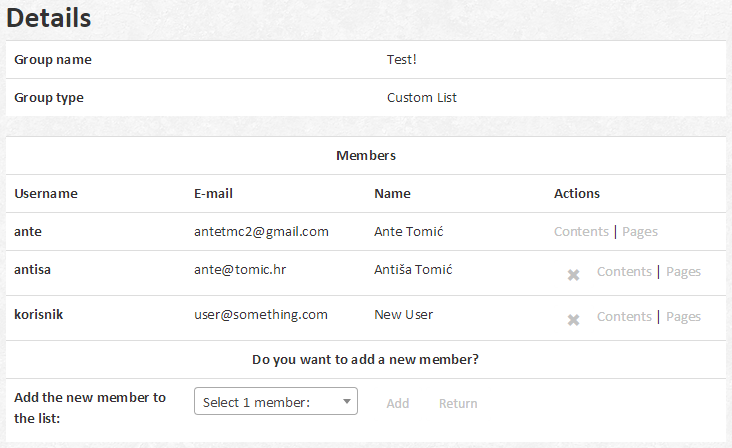 Details
Group name Test!
Group type Custom List
Members
Username E-mail Name Actions
ante antetmc2@gmail.com Ante Tomić Contents | Pages
antisa ante@tomic.hr Antiša Tomić ✖ Contents | Pages
korisnik user@something.com New User ✖ Contents | Pages
Do you want to add a new member?
Add the new member to
the list: Select 1 member: Add Return